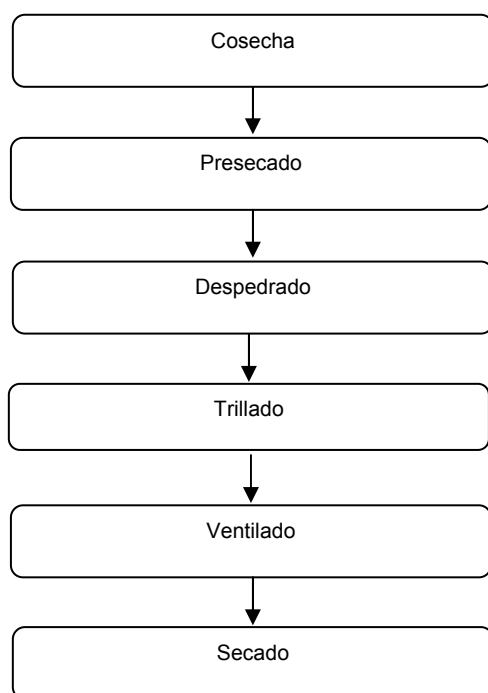 Cosecha
Presecado
Despedrado
Trillado
Ventilado
Secado